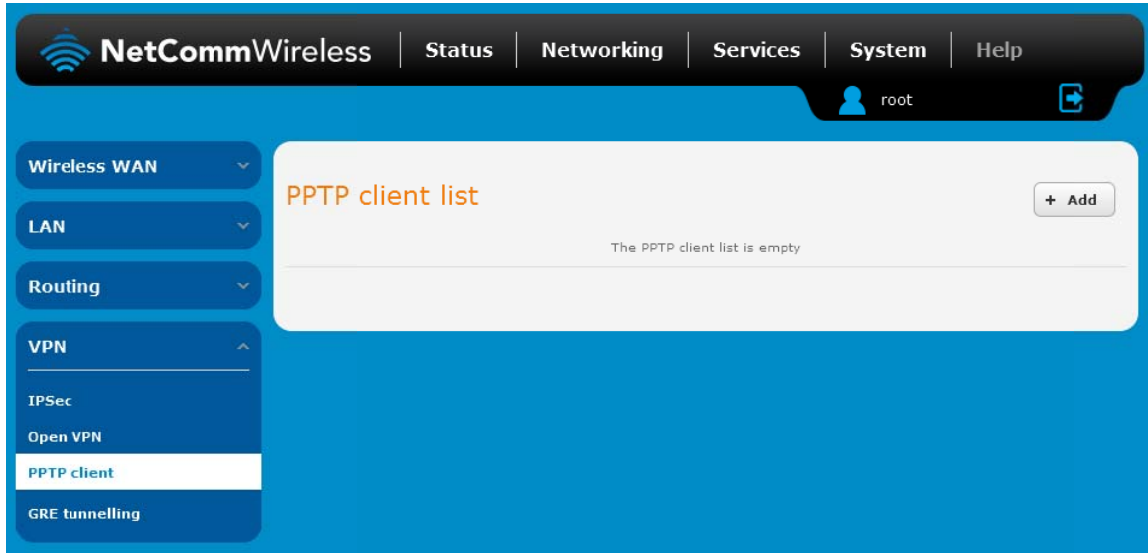 NetCommWireless Status Networking Services System Help
root
Wireless WAN
LAN
Routing
VPN
IPSec
Open VPN
PPTP client
GRE tunnelling
PPTP client list
+ Add
The PPTP client list is empty